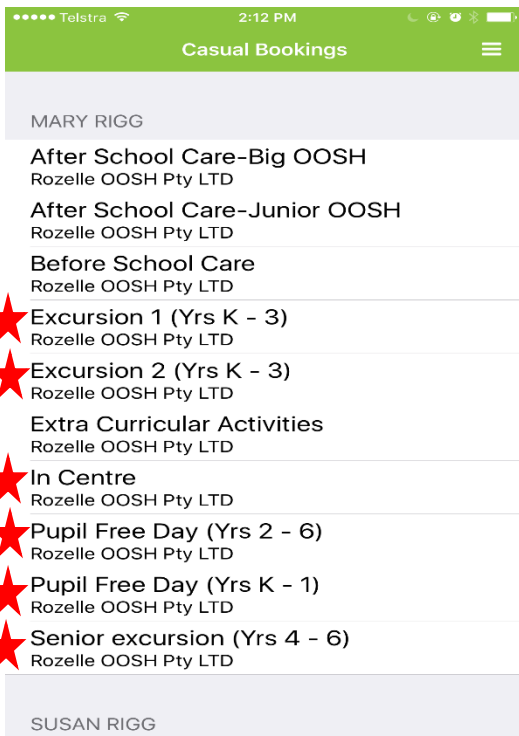 Telstra 2:12 PM
Casual Bookings
MARY RIGG
After School Care-Big OOSH
Rozelle OOSH Pty LTD
After School Care-Junior OOSH
Rozelle OOSH Pty LTD
Before School Care
Rozelle OOSH Pty LTD
Excursion 1 (Yrs K - 3)
Rozelle OOSH Pty LTD
Excursion 2 (Yrs K - 3)
Rozelle OOSH Pty LTD
Extra Curricular Activities
Rozelle OOSH Pty LTD
In Centre
Rozelle OOSH Pty LTD
Pupil Free Day (Yrs 2 - 6)
Rozelle OOSH Pty LTD
Pupil Free Day (Yrs K - 1)
Rozelle OOSH Pty LTD
Senior excursion (Yrs 4 - 6)
Rozelle OOSH Pty LTD
SUSAN RIGG